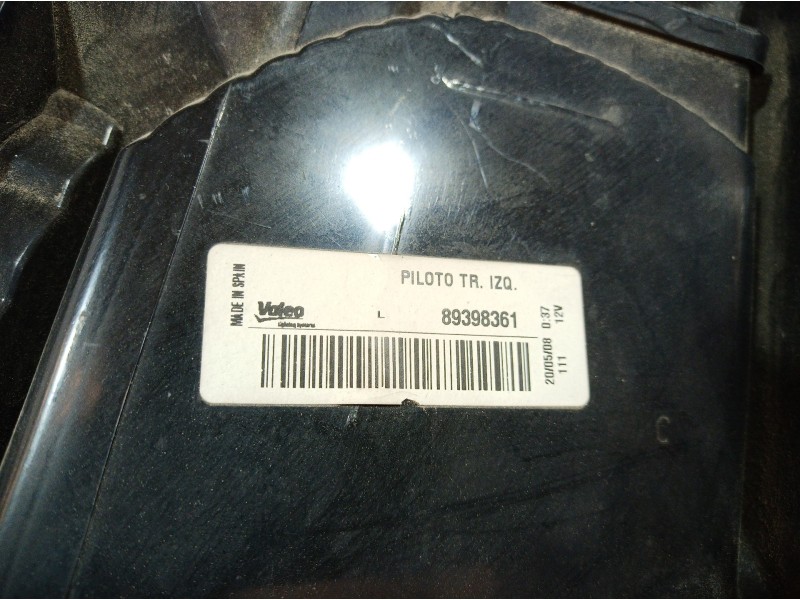 PILOTO TR. IZQ.
MADE IN SPAIN
Valeo
Lighting Systems
L
89398361
20/05/08 0:37
111 12V
C